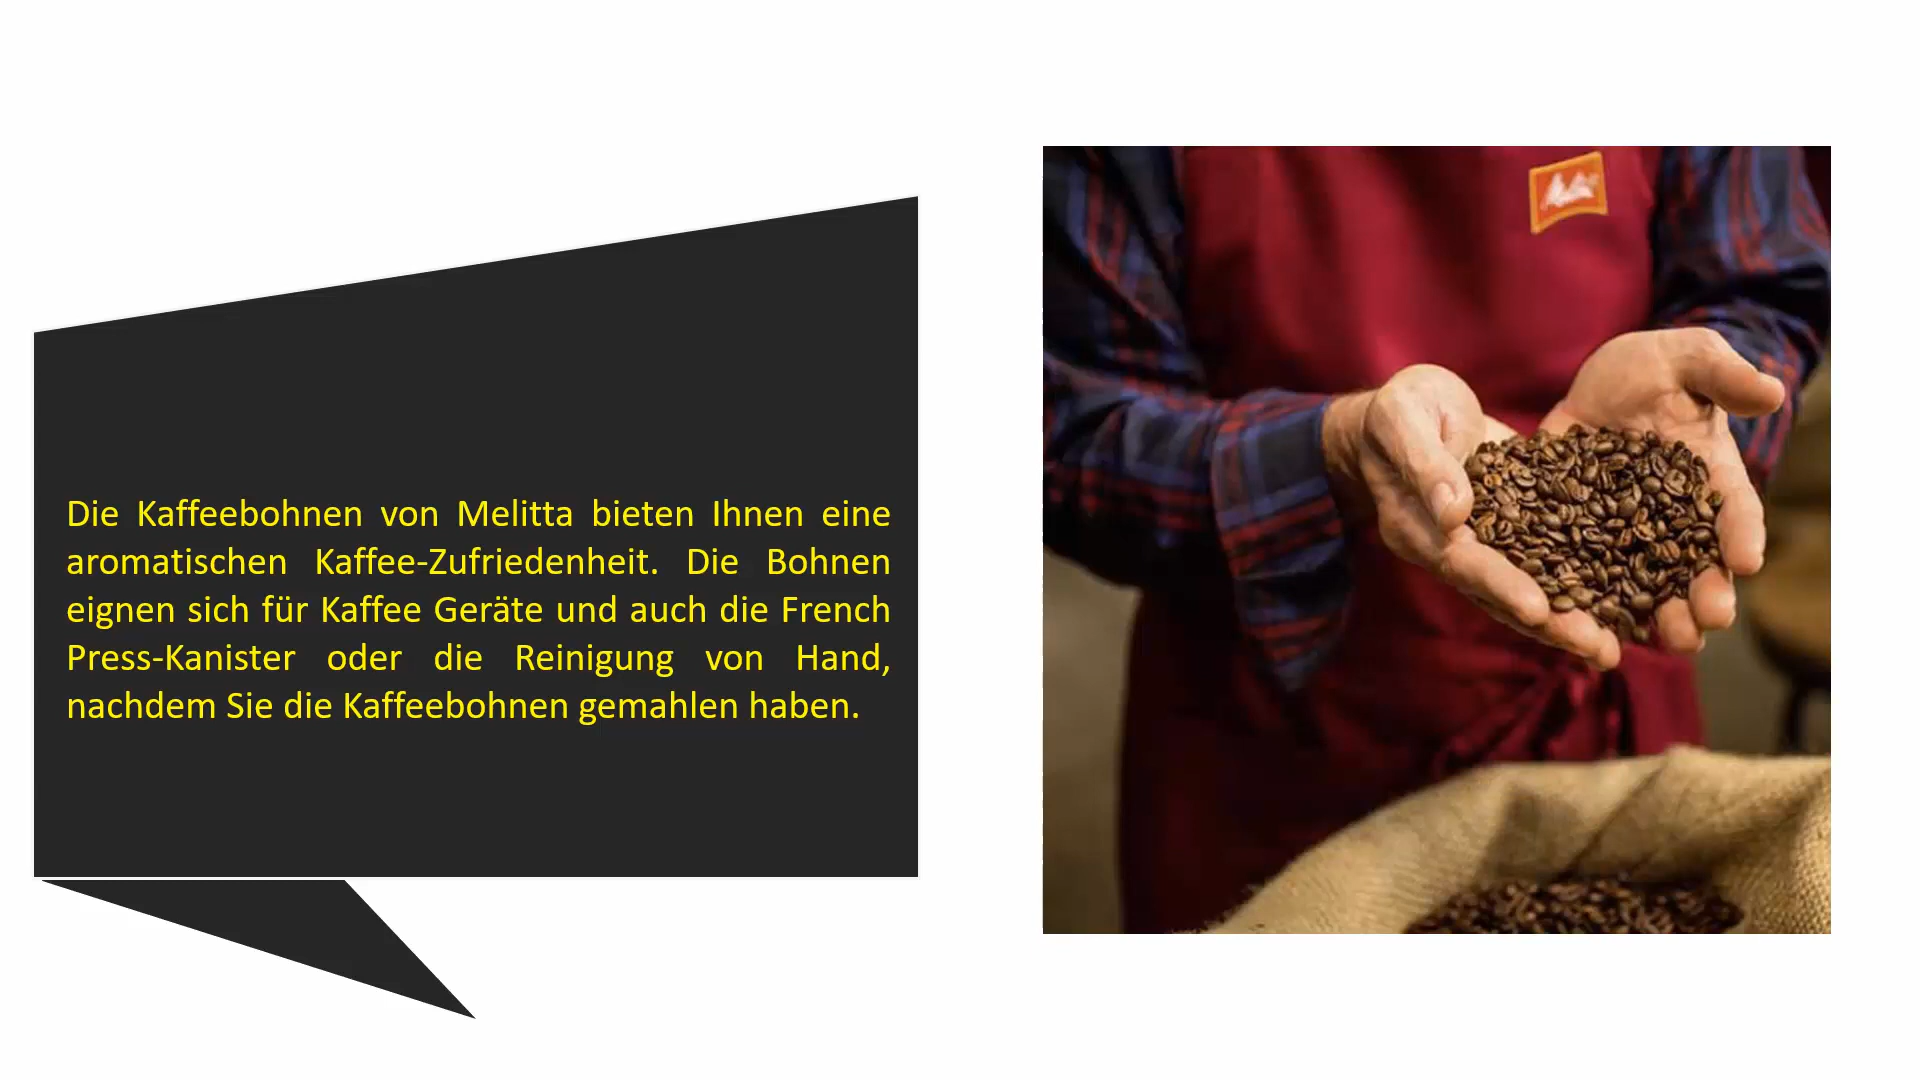 Die Kaffeebohnen von Melitta bieten Ihnen eine
aromatischen Kaffee-Zufriedenheit. Die Bohnen
eignen sich für Kaffee Geräte und auch die French
Press-Kanister oder die Reinigung von Hand,
nachdem Sie die Kaffeebohnen gemahlen haben.